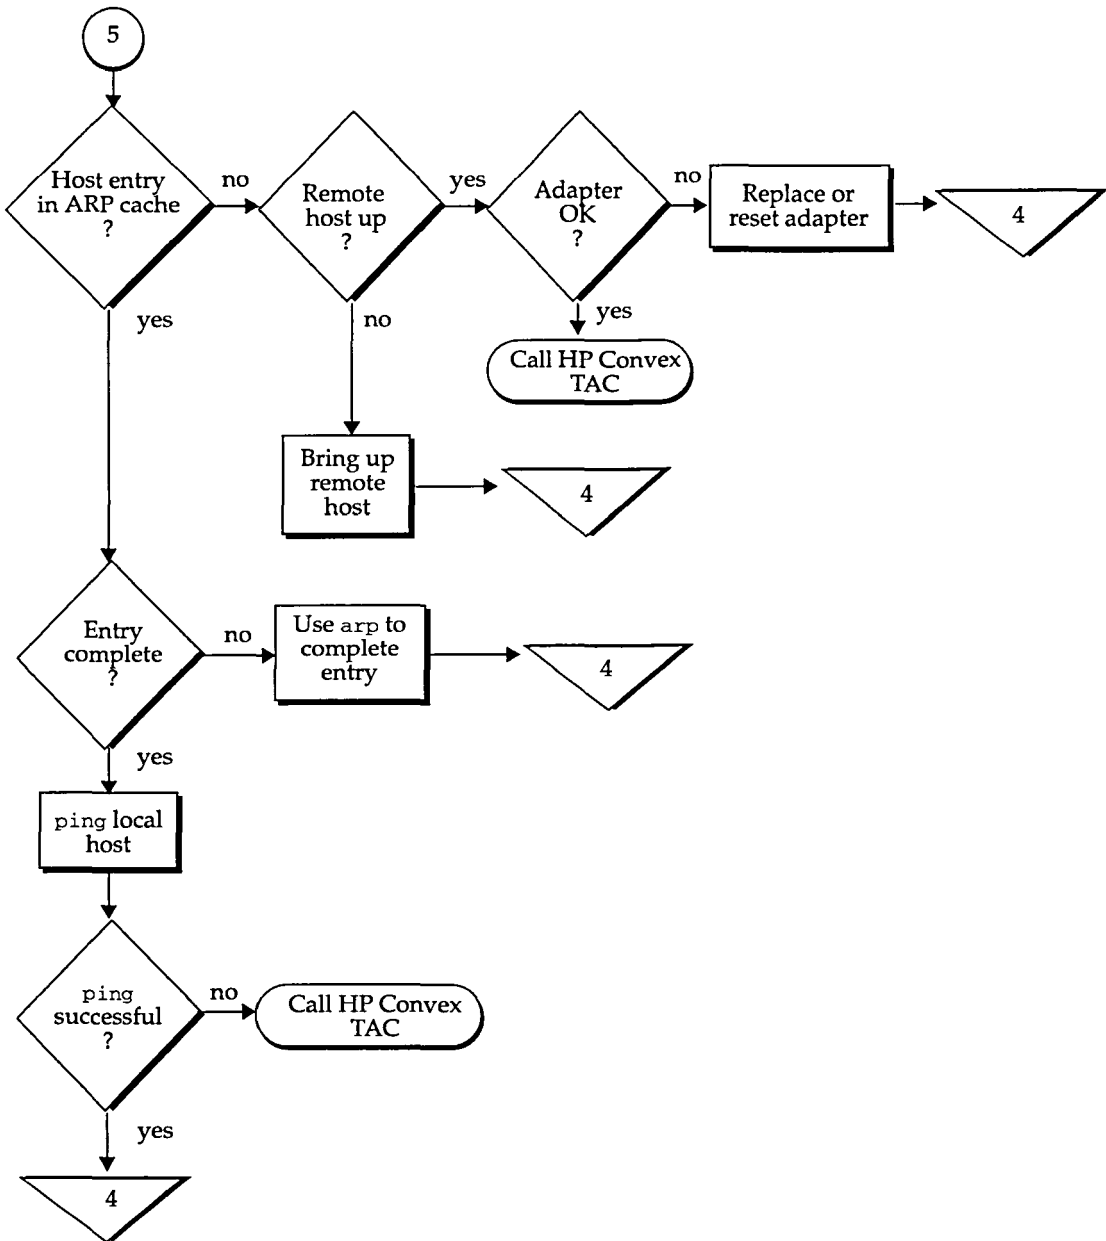 5
Host entry
in ARP cache
?
no
Remote
host up
?
yes
Adapter
OK
?
no
Replace or
reset adapter
4
yes
no
yes
Call HP Convex
TAC
Bring up
remote
host
4
Entry
complete
?
no
Use arp to
complete
entry
4
yes
ping local
host
ping
successful
?
no
Call HP Convex
TAC
yes
4